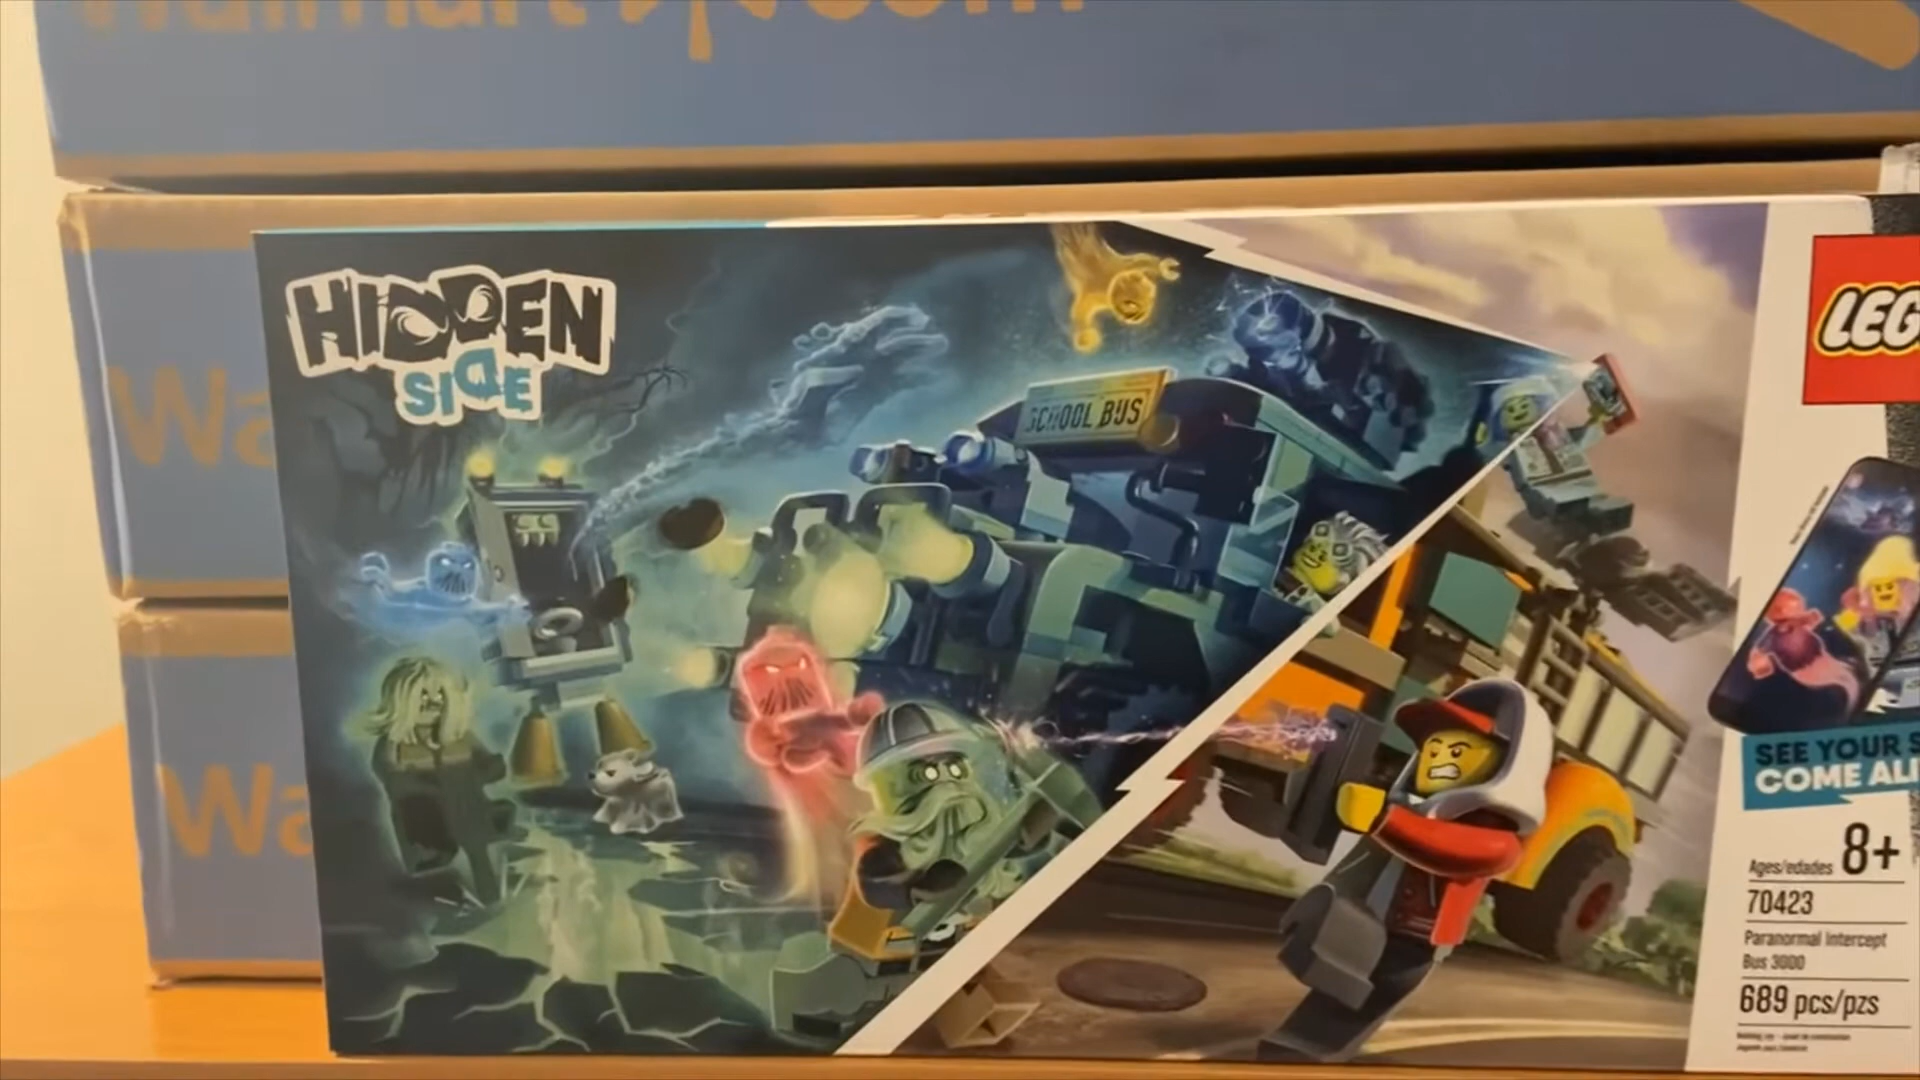 HIDDEN
SIDE
SCHOOL BUS
LEG
SEE YOUR S
COME ALI
Ages/edades 8+
70423
Paranormal Intercept
Bus 3000
689 pcs/pzs
Wa
Wa